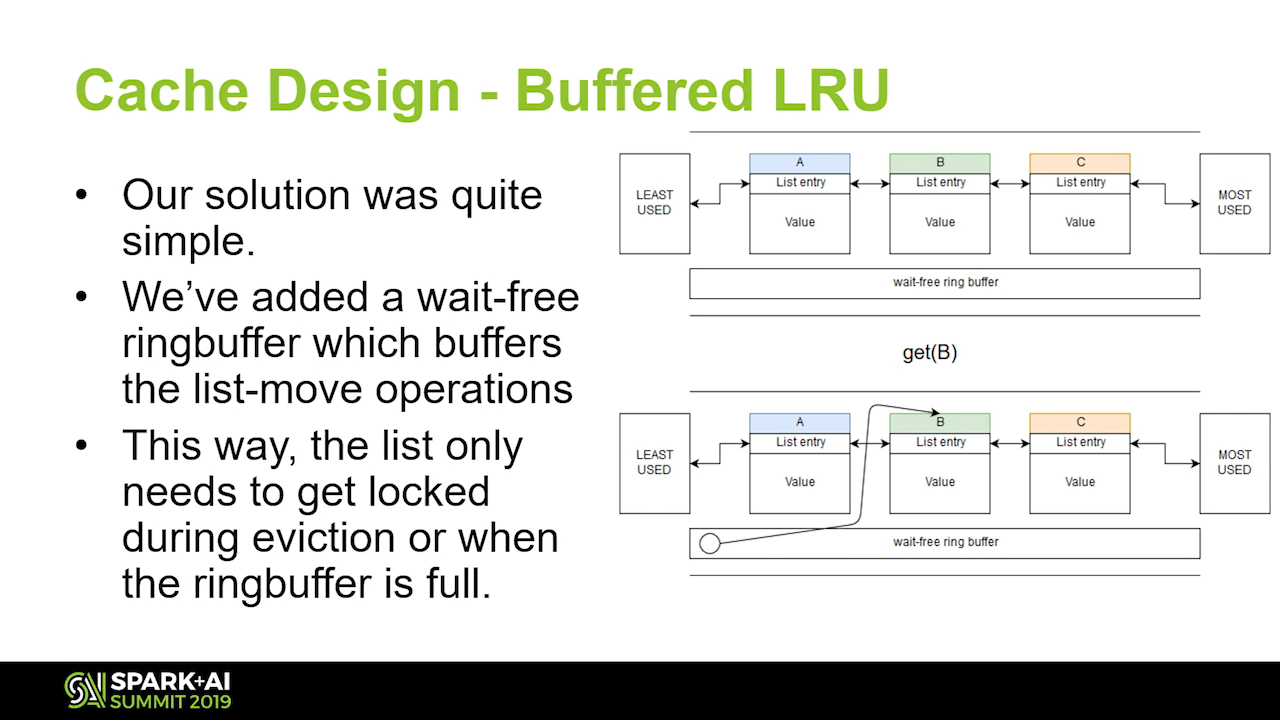 Cache Design - Buffered LRU
• Our solution was quite
simple.
• We’ve added a wait-free
ringbuffer which buffers
the list-move operations
• This way, the list only
needs to get locked
during eviction or when
the ringbuffer is full.
LEAST
USED
A
List entry
Value
B
List entry
Value
C
List entry
Value
MOST
USED
wait-free ring buffer
get(B)
LEAST
USED
A
List entry
Value
B
List entry
Value
C
List entry
Value
MOST
USED
wait-free ring buffer
SPARK+AI
SUMMIT 2019